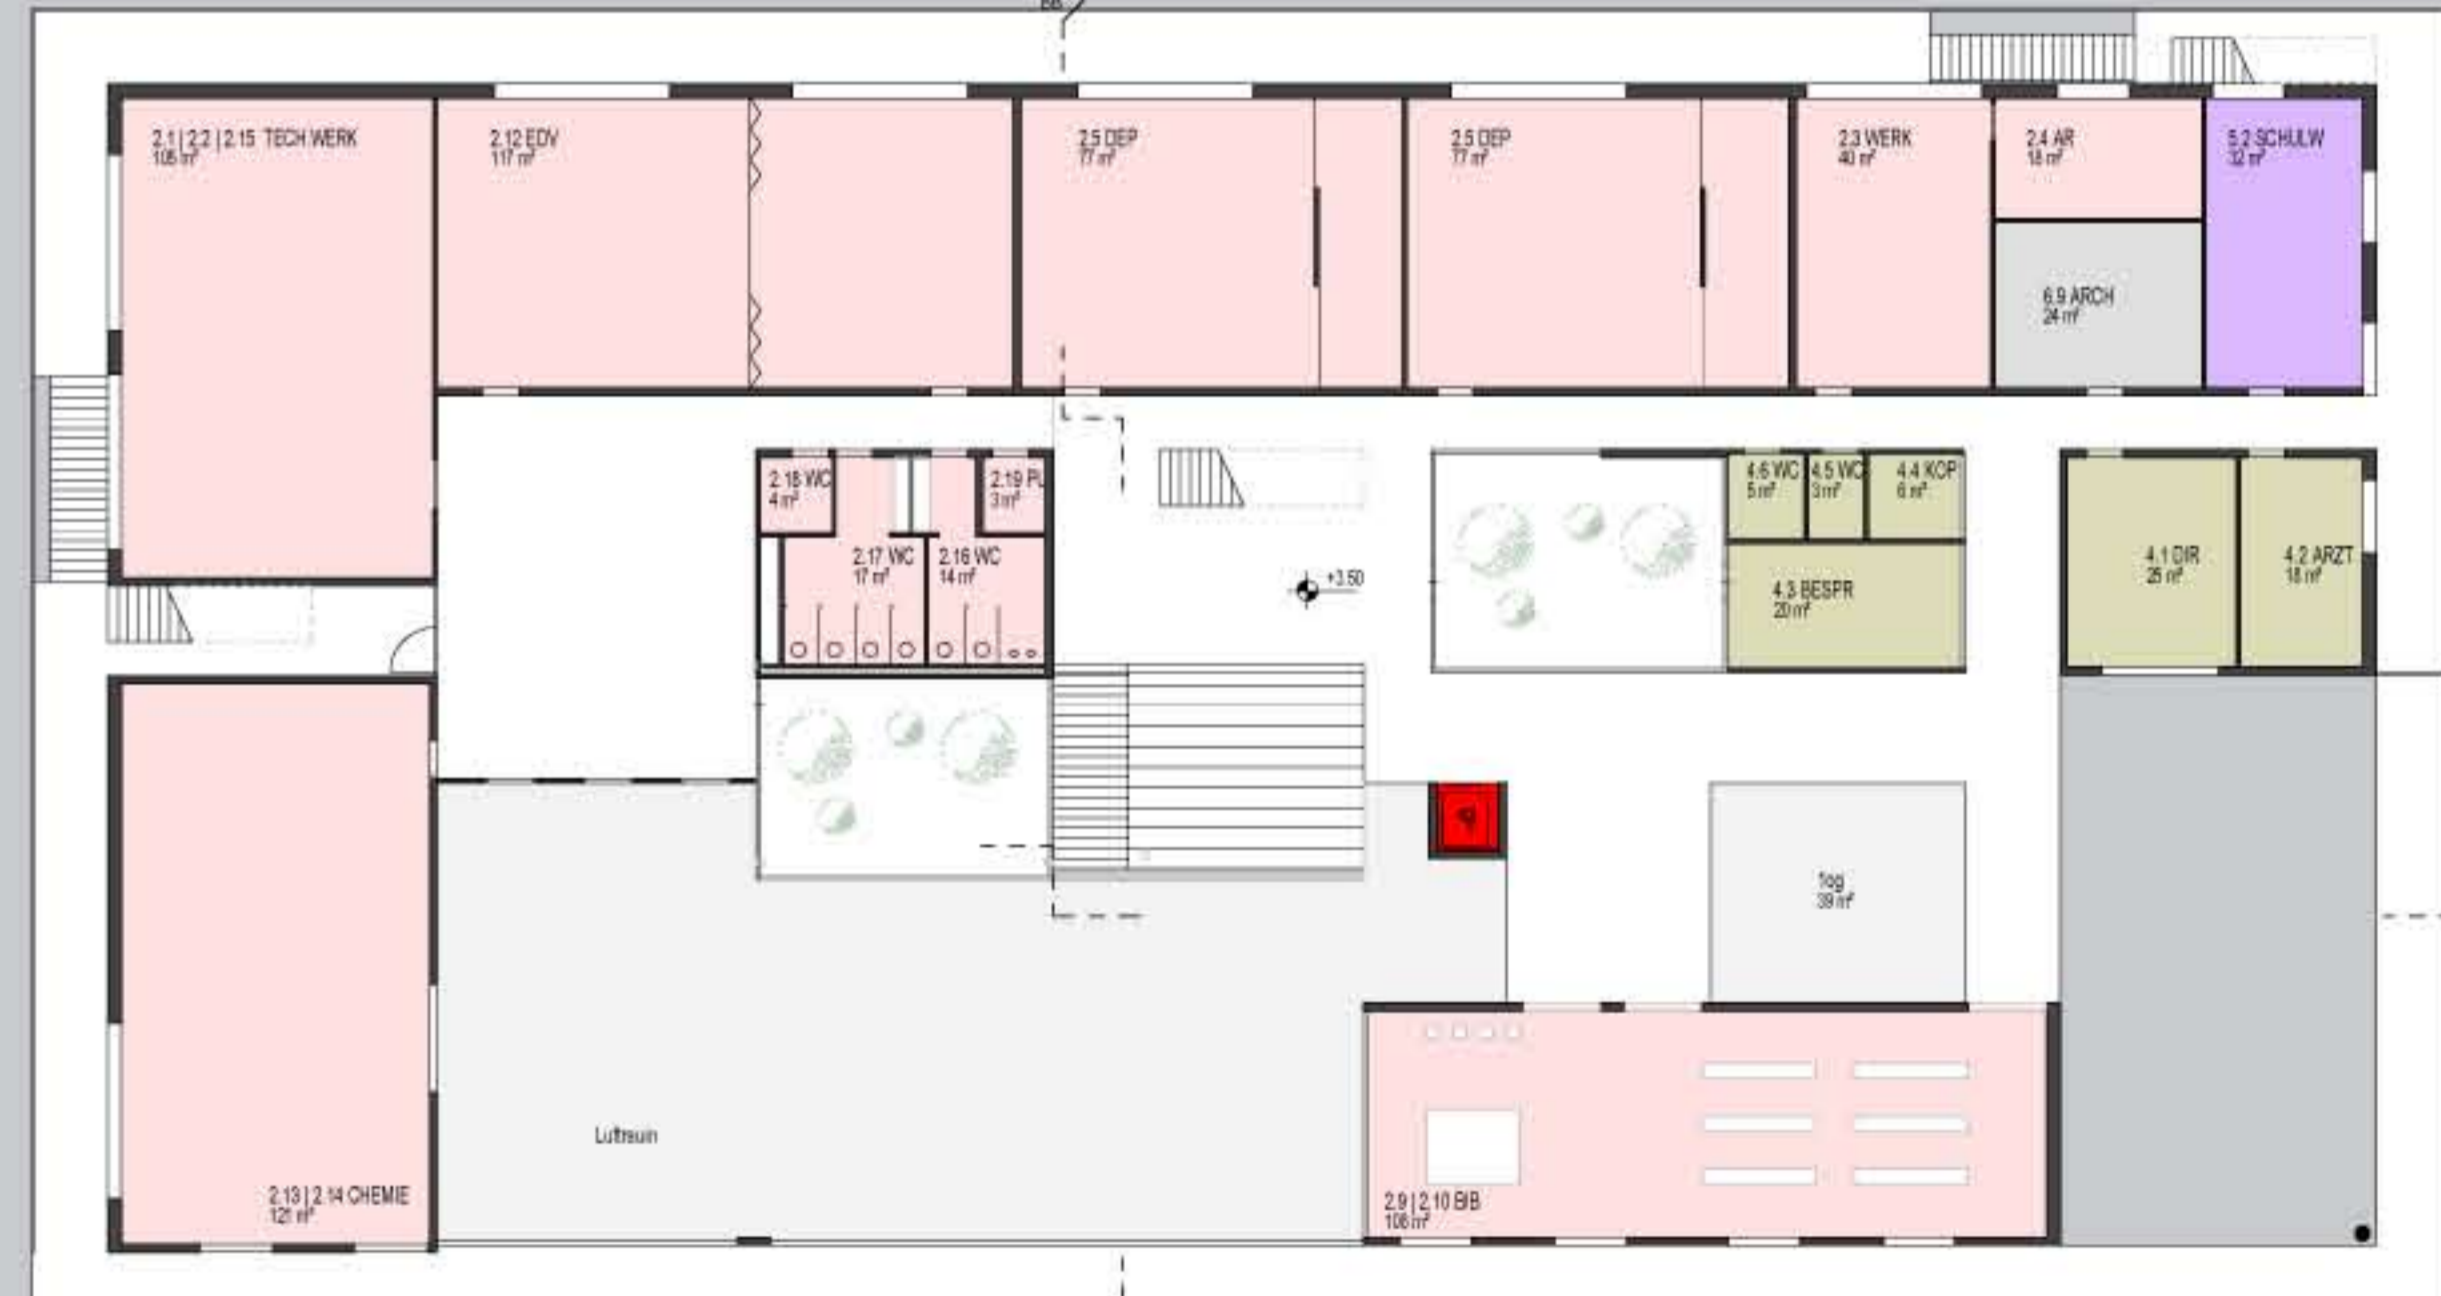 BB
2.1 | 2.2 | 2.15 TECH WERK
105 m²
2.12 EDV
117 m²
2.5 DEP
77 m²
2.5 DEP
77 m²
2.3 WERK
40 m²
2.4 AR
18 m²
5.2 SCHULW
32 m²
6.9 ARCH
24 m²
2.18 WC
4 m²
2.19 PU
3 m²
4.6 WC
5 m²
4.5 WC
3 m²
4.4 KOP
6 m²
2.17 WC
17 m²
2.16 WC
14 m²
+3.50
4.3 BESPR
20 m²
4.1 DIR
25 m²
4.2 ARZT
18 m²
1og
39 m²
Luftraum
2.13 | 2.14 CHEMIE
121 m²
2.9 | 2.10 BIB
108 m²